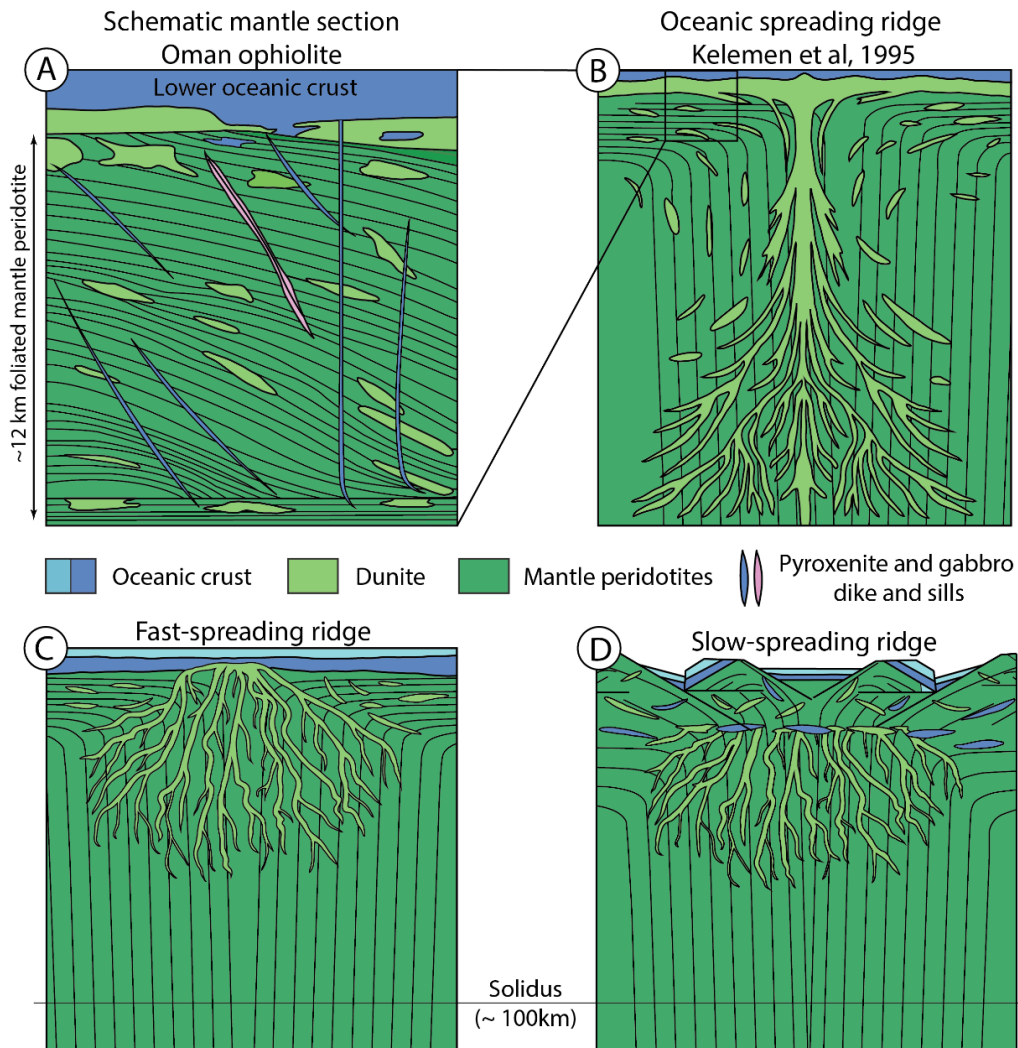 Schematic mantle section
Oman ophiolite
Oceanic spreading ridge
Kelemen et al, 1995
A
B
Lower oceanic crust
~12 km foliated mantle peridotite
Oceanic crust
Dunite
Mantle peridotites
Pyroxenite and gabbro
dike and sills
C
Fast-spreading ridge
D
Slow-spreading ridge
Solidus
(~ 100km)